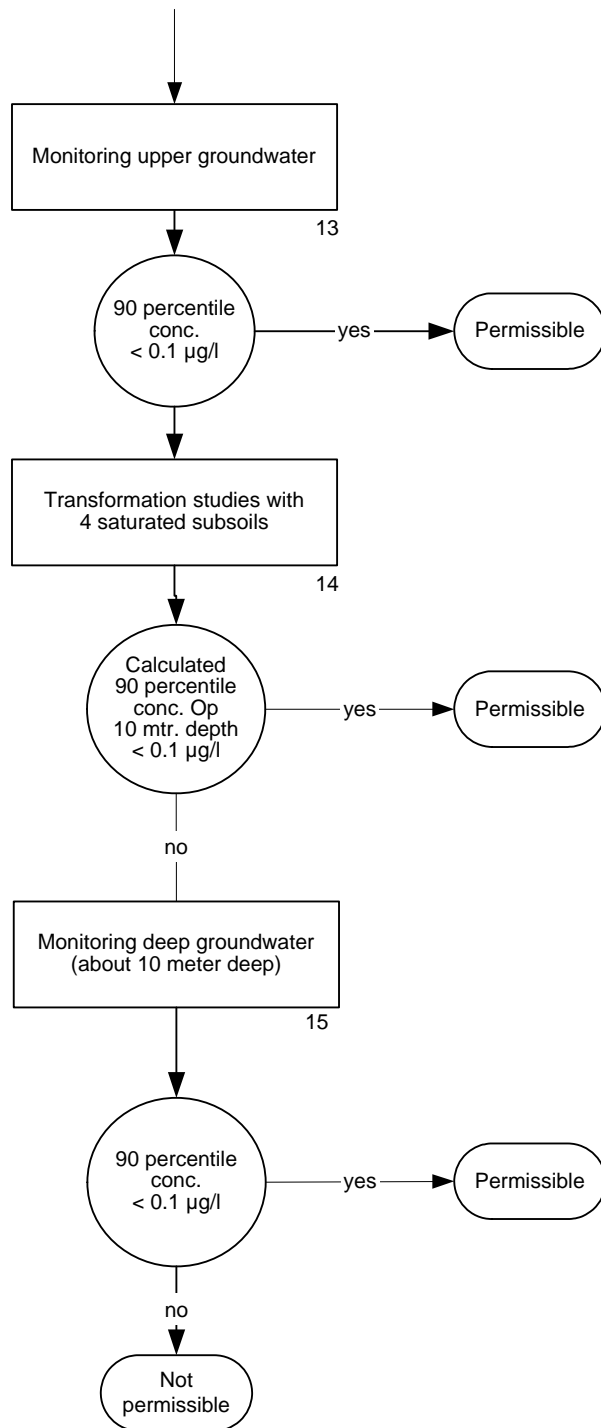 Monitoring upper groundwater
13
90 percentile
conc.
< 0.1 µg/l
yes
Permissible
Transformation studies with
4 saturated subsoils
14
Calculated
90 percentile
conc. Op
10 mtr. depth
< 0.1 µg/l
yes
Permissible
no
Monitoring deep groundwater
(about 10 meter deep)
15
90 percentile
conc.
< 0.1 µg/l
yes
Permissible
no
Not
permissible